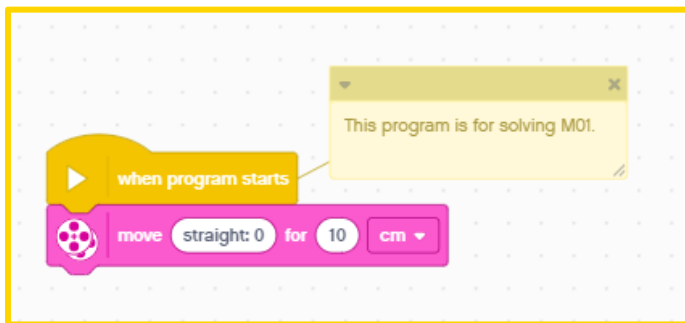 This program is for solving M01.
when program starts
move straight: 0 for 10 cm